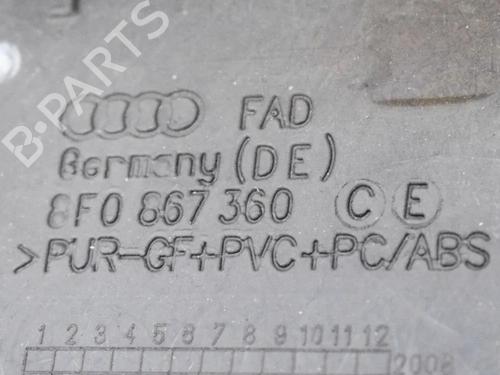 B-PARTS
FAD
Germany (DE)
8F0 867 360 C E
>PUR-GF+PVC+PC/ABS
1 2 3 4 5 6 7 8 9 10 11 12
2008
B-PARTS